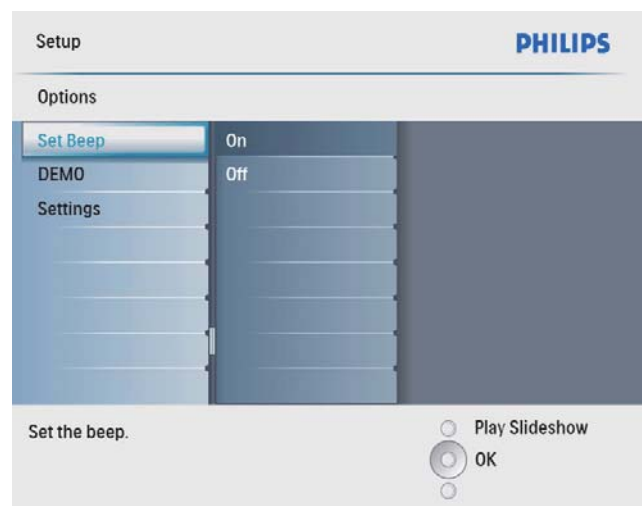 Setup
PHILIPS
Options
Set Beep
On
DEMO
Off
Settings
Set the beep.
Play Slideshow
OK